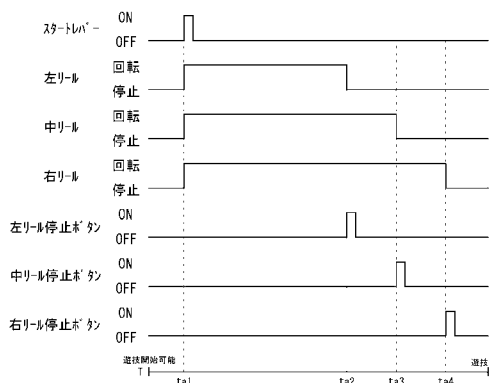 スタートレバー
ON
OFF
左リール
回転
停止
中リール
回転
停止
右リール
回転
停止
左リール停止ボタン
ON
OFF
中リール停止ボタン
ON
OFF
右リール停止ボタン
ON
OFF
遊技開始可能
遊技
T
ta1
ta2
ta3
ta4